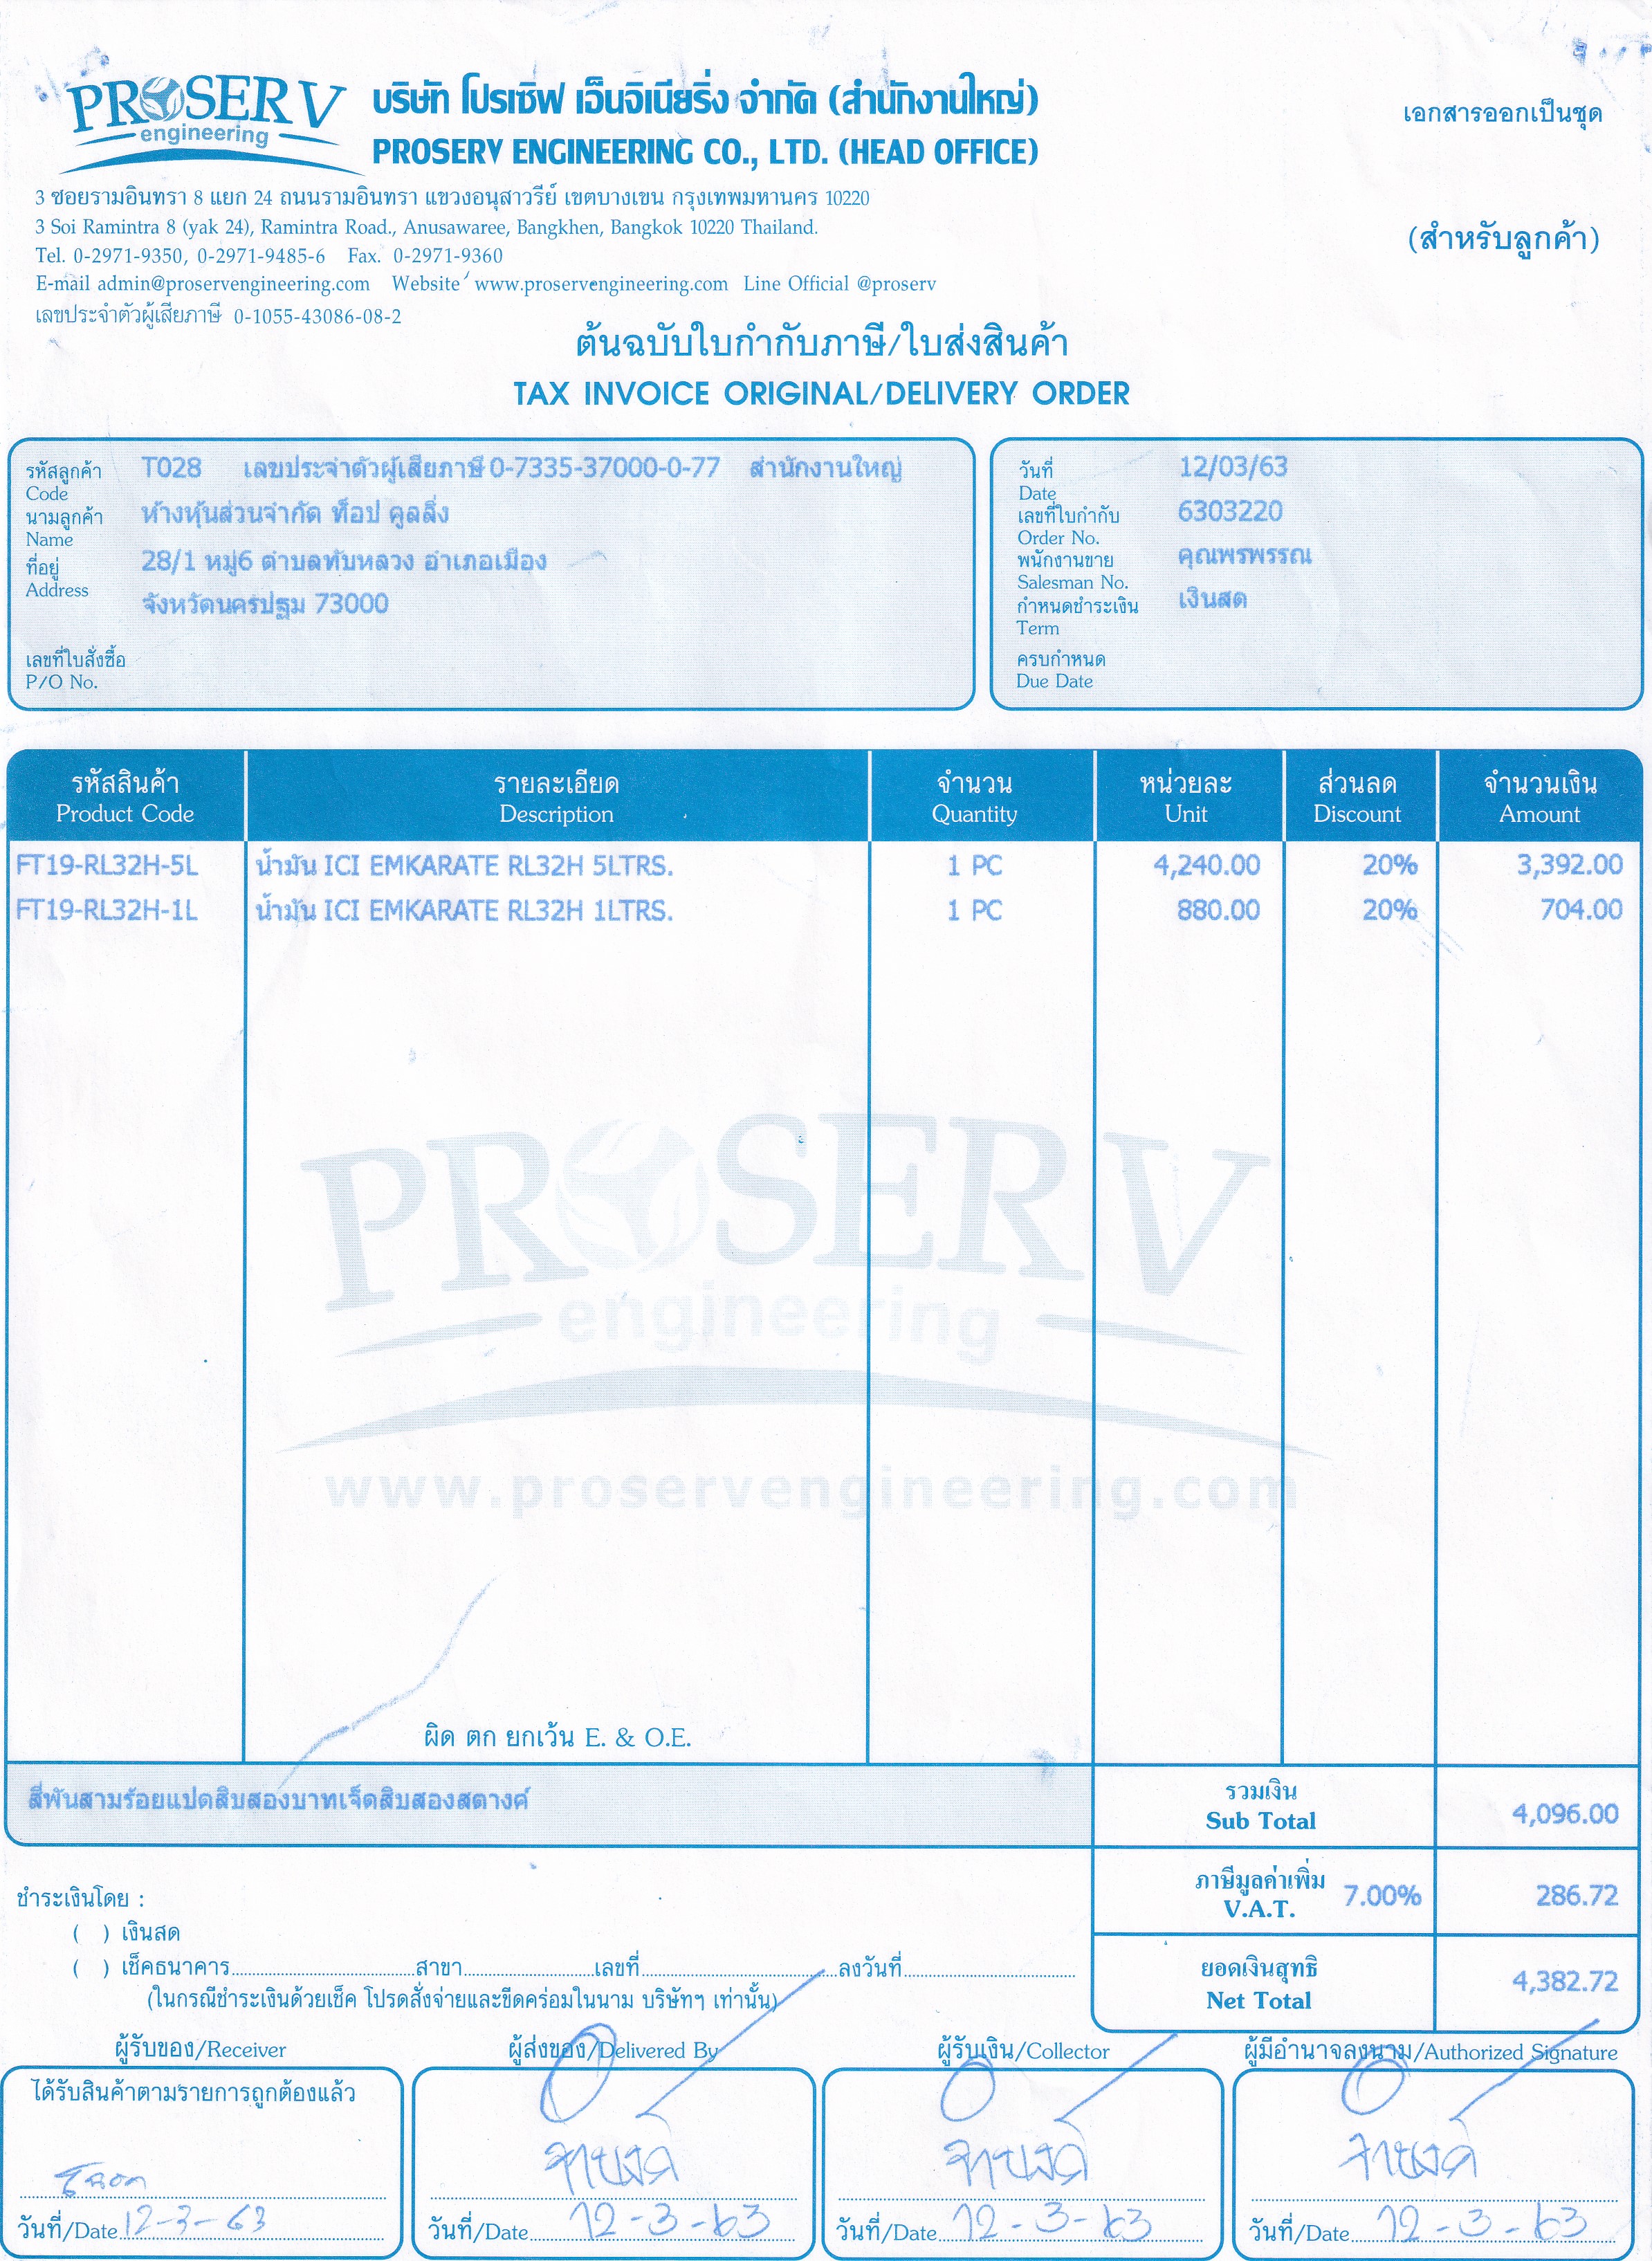 PROSERV
engineering
บริษัท โปรเซิฟ เอ็นจิเนียริ่ง จำกัด (สำนักงานใหญ่)
PROSERV ENGINEERING CO., LTD. (HEAD OFFICE)
เอกสารออกเป็นชุด
(สำหรับลูกค้า)
3 ซอยรามอินทรา 8 แยก 24 ถนนรามอินทรา แขวงอนุสาวรีย์ เขตบางเขน กรุงเทพมหานคร 10220
3 Soi Ramintra 8 (yak 24), Ramintra Road., Anusawaree, Bangkhen, Bangkok 10220 Thailand.
Tel. 0-2971-9350, 0-2971-9485-6 Fax. 0-2971-9360
E-mail admin@proservengineering.com Website www.proservengineering.com Line Official @proserv
เลขประจำตัวผู้เสียภาษี 0-1055-43086-08-2
ต้นฉบับใบกำกับภาษี/ใบส่งสินค้า
TAX INVOICE ORIGINAL/DELIVERY ORDER
รหัสลูกค้า T028 เลขประจำตัวผู้เสียภาษี 0-7335-37000-0-77 สำนักงานใหญ่
Code
นามลูกค้า ห้างหุ้นส่วนจำกัด ท็อป คูลลิ่ง
Name
ที่อยู่ 28/1 หมู่6 ตำบลทับหลวง อำเภอเมือง
Address จังหวัดนครปฐม 73000
เลขที่ใบสั่งซื้อ
P/O No.
วันที่ 12/03/63
Date
เลขที่ใบกำกับ 6303220
Order No.
พนักงานขาย คุณพรพรรณ
Salesman No.
กำหนดชำระเงิน เงินสด
Term
ครบกำหนด
Due Date
รหัสสินค้า รายละเอียด จำนวน หน่วยละ ส่วนลด จำนวนเงิน
Product Code Description Quantity Unit Discount Amount
FT19-RL32H-5L น้ำมัน ICI EMKARATE RL32H 5LTRS. 1 PC 4,240.00 20% 3,392.00
FT19-RL32H-1L น้ำมัน ICI EMKARATE RL32H 1LTRS. 1 PC 880.00 20% 704.00
PROSERV
engineering
www.proservengineering.com
ผิด ตก ยกเว้น E. & O.E.
สี่พันสามร้อยแปดสิบสองบาทเจ็ดสิบสองสตางค์
รวมเงิน
Sub Total 4,096.00
ภาษีมูลค่าเพิ่ม
V.A.T. 7.00% 286.72
ยอดเงินสุทธิ
Net Total 4,382.72
ชำระเงินโดย :
( ) เงินสด
( ) เช็คธนาคาร สาขา เลขที่ ลงวันที่
(ในกรณีชำระเงินด้วยเช็ค โปรดสั่งจ่ายและขีดคร่อมในนาม บริษัทฯ เท่านั้น)
ผู้รับของ/Receiver ผู้ส่งของ/Delivered By ผู้รับเงิน/Collector ผู้มีอำนาจลงนาม/Authorized Signature
ได้รับสินค้าตามรายการถูกต้องแล้ว
วันที่/Date 12-3-63 วันที่/Date 12-3-63 วันที่/Date 12-3-63 วันที่/Date 12-3-63